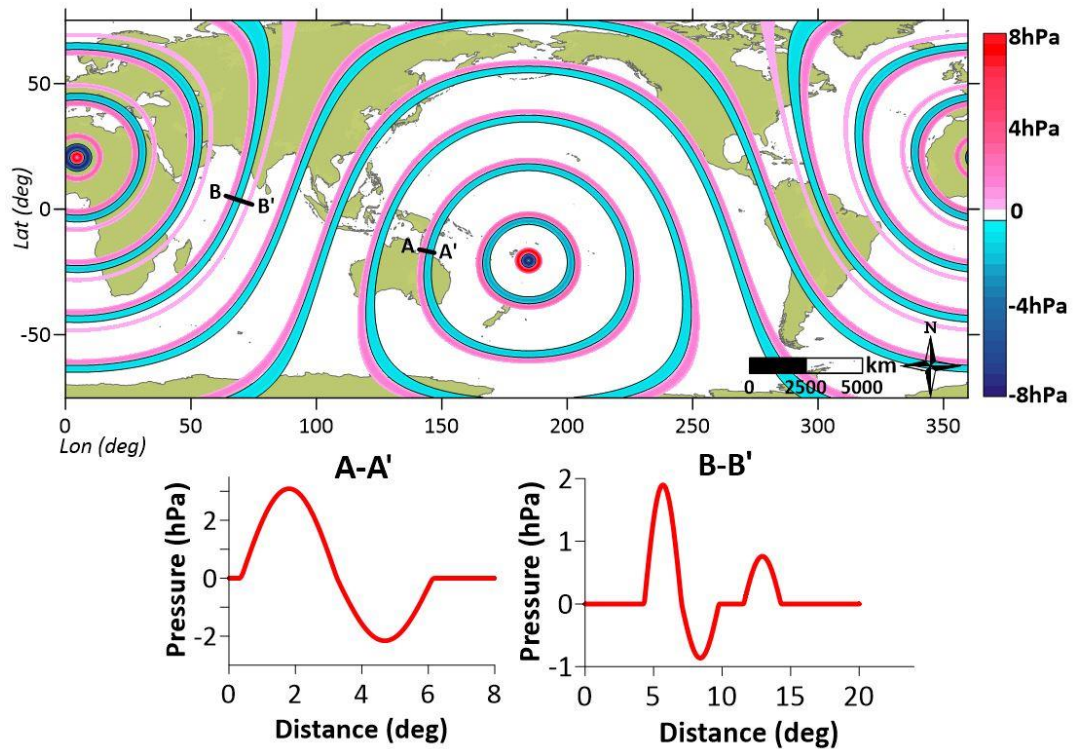 8hPa
50
4hPa
Lat (deg)
B
B'
0
0
A
A'
-4hPa
-50
N
km
0 2500 5000
-8hPa
0 50 100 150 200 250 300 350
Lon (deg)
A-A'
B-B'
Pressure (hPa)
2
0
-2
0 2 4 6 8
Distance (deg)
Pressure (hPa)
2
1
0
-1
0 5 10 15 20
Distance (deg)